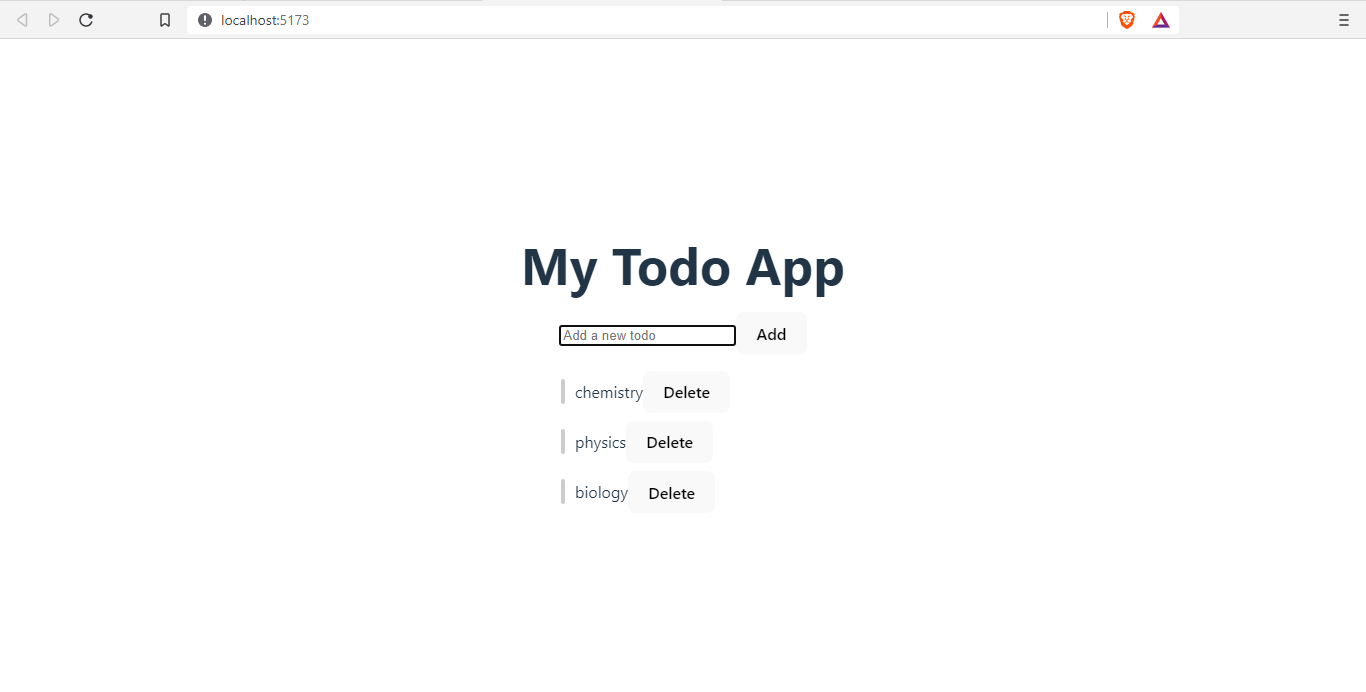 localhost:5173
My Todo App
Add a new todo Add
chemistry Delete
physics Delete
biology Delete